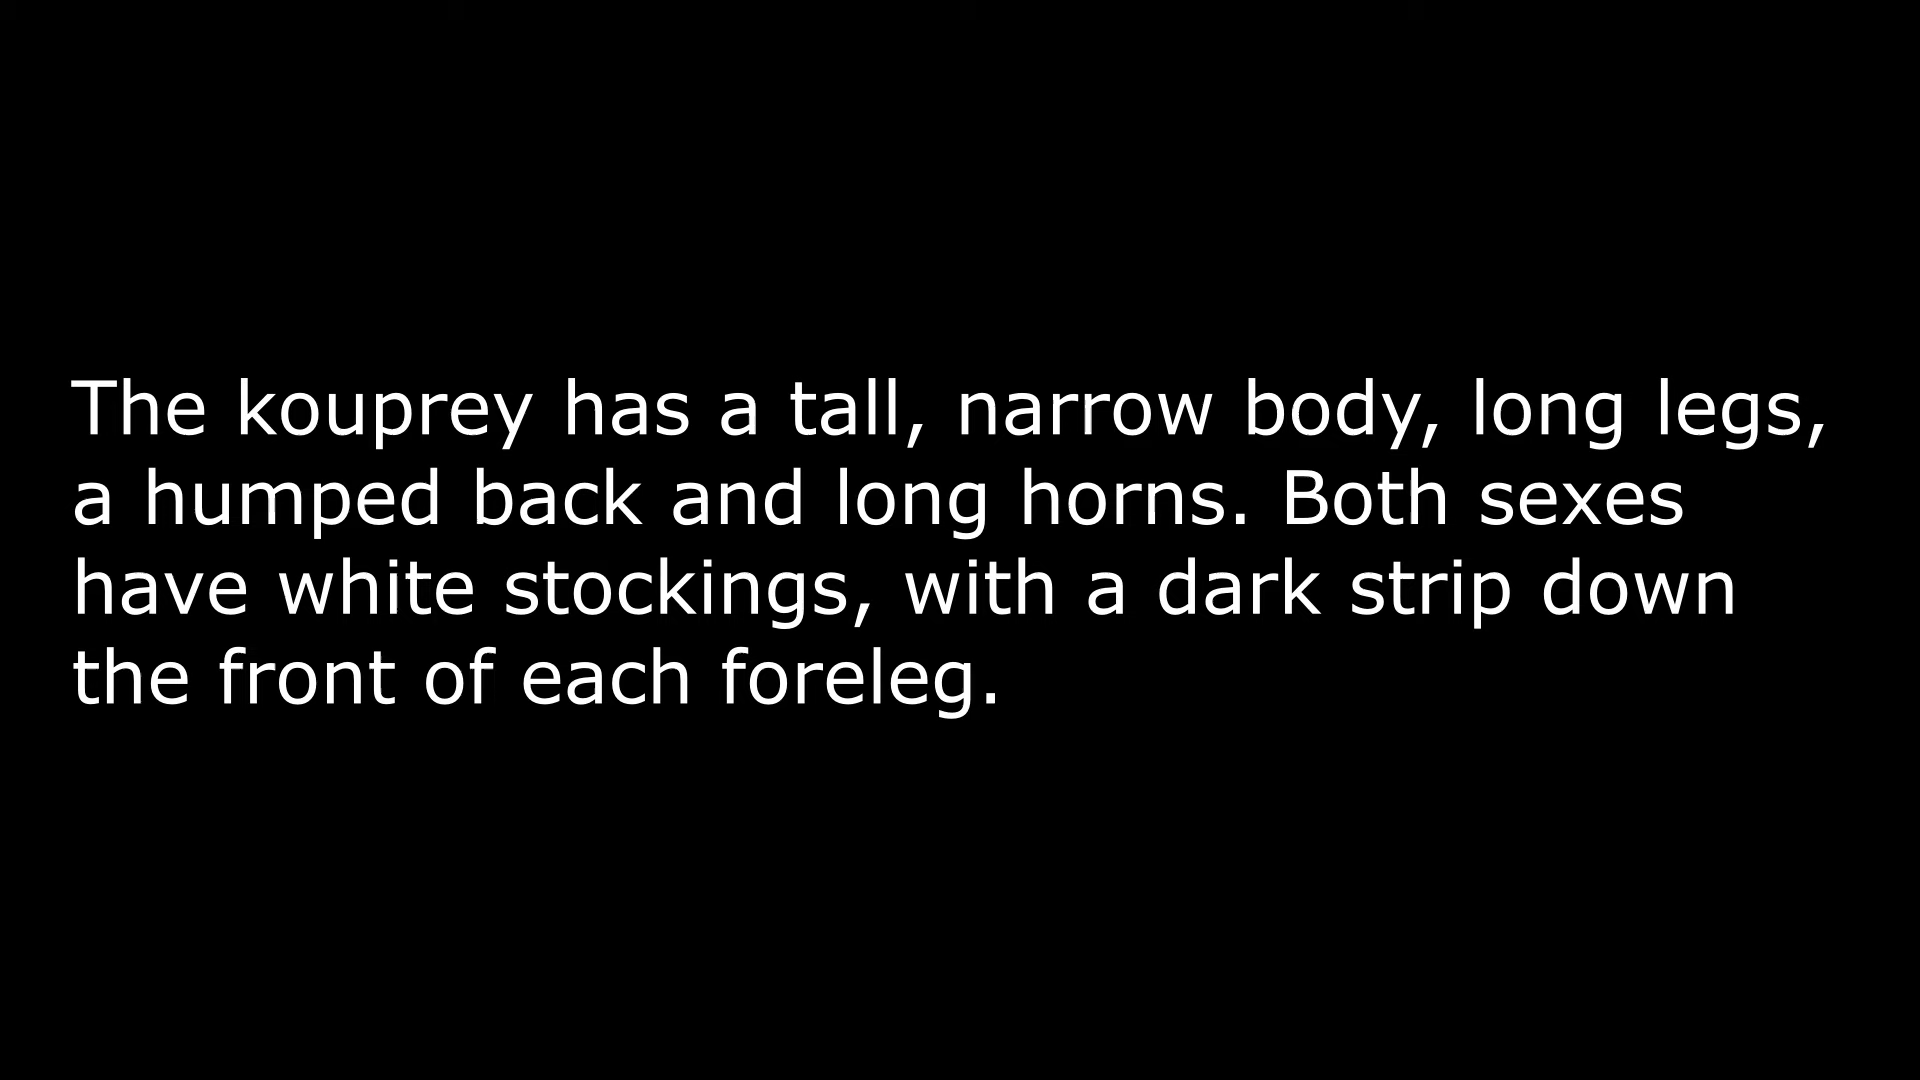 The kouprey has a tall, narrow body, long legs,
a humped back and long horns. Both sexes
have white stockings, with a dark strip down
the front of each foreleg.